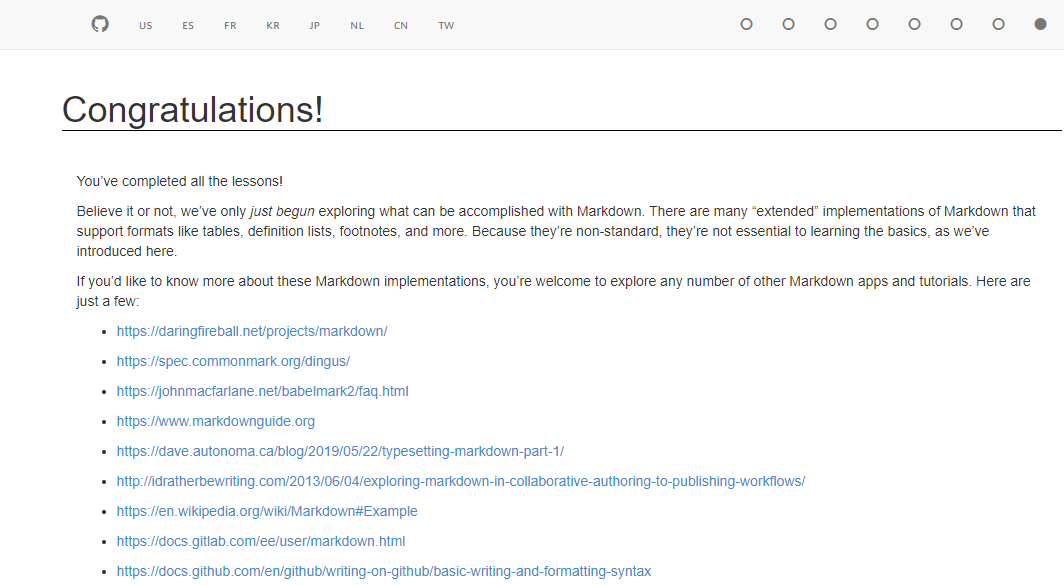 US ES FR KR JP NL CN TW
Congratulations!
You’ve completed all the lessons!
Believe it or not, we’ve only just begun exploring what can be accomplished with Markdown. There are many “extended” implementations of Markdown that
support formats like tables, definition lists, footnotes, and more. Because they’re non-standard, they’re not essential to learning the basics, as we’ve
introduced here.
If you’d like to know more about these Markdown implementations, you’re welcome to explore any number of other Markdown apps and tutorials. Here are
just a few:
https://daringfireball.net/projects/markdown/
https://spec.commonmark.org/dingus/
https://johnmacfarlane.net/babelmark2/faq.html
https://www.markdownguide.org
https://dave.autonoma.ca/blog/2019/05/22/typesetting-markdown-part-1/
http://idratherbewriting.com/2013/06/04/exploring-markdown-in-collaborative-authoring-to-publishing-workflows/
https://en.wikipedia.org/wiki/Markdown#Example
https://docs.gitlab.com/ee/user/markdown.html
https://docs.github.com/en/github/writing-on-github/basic-writing-and-formatting-syntax